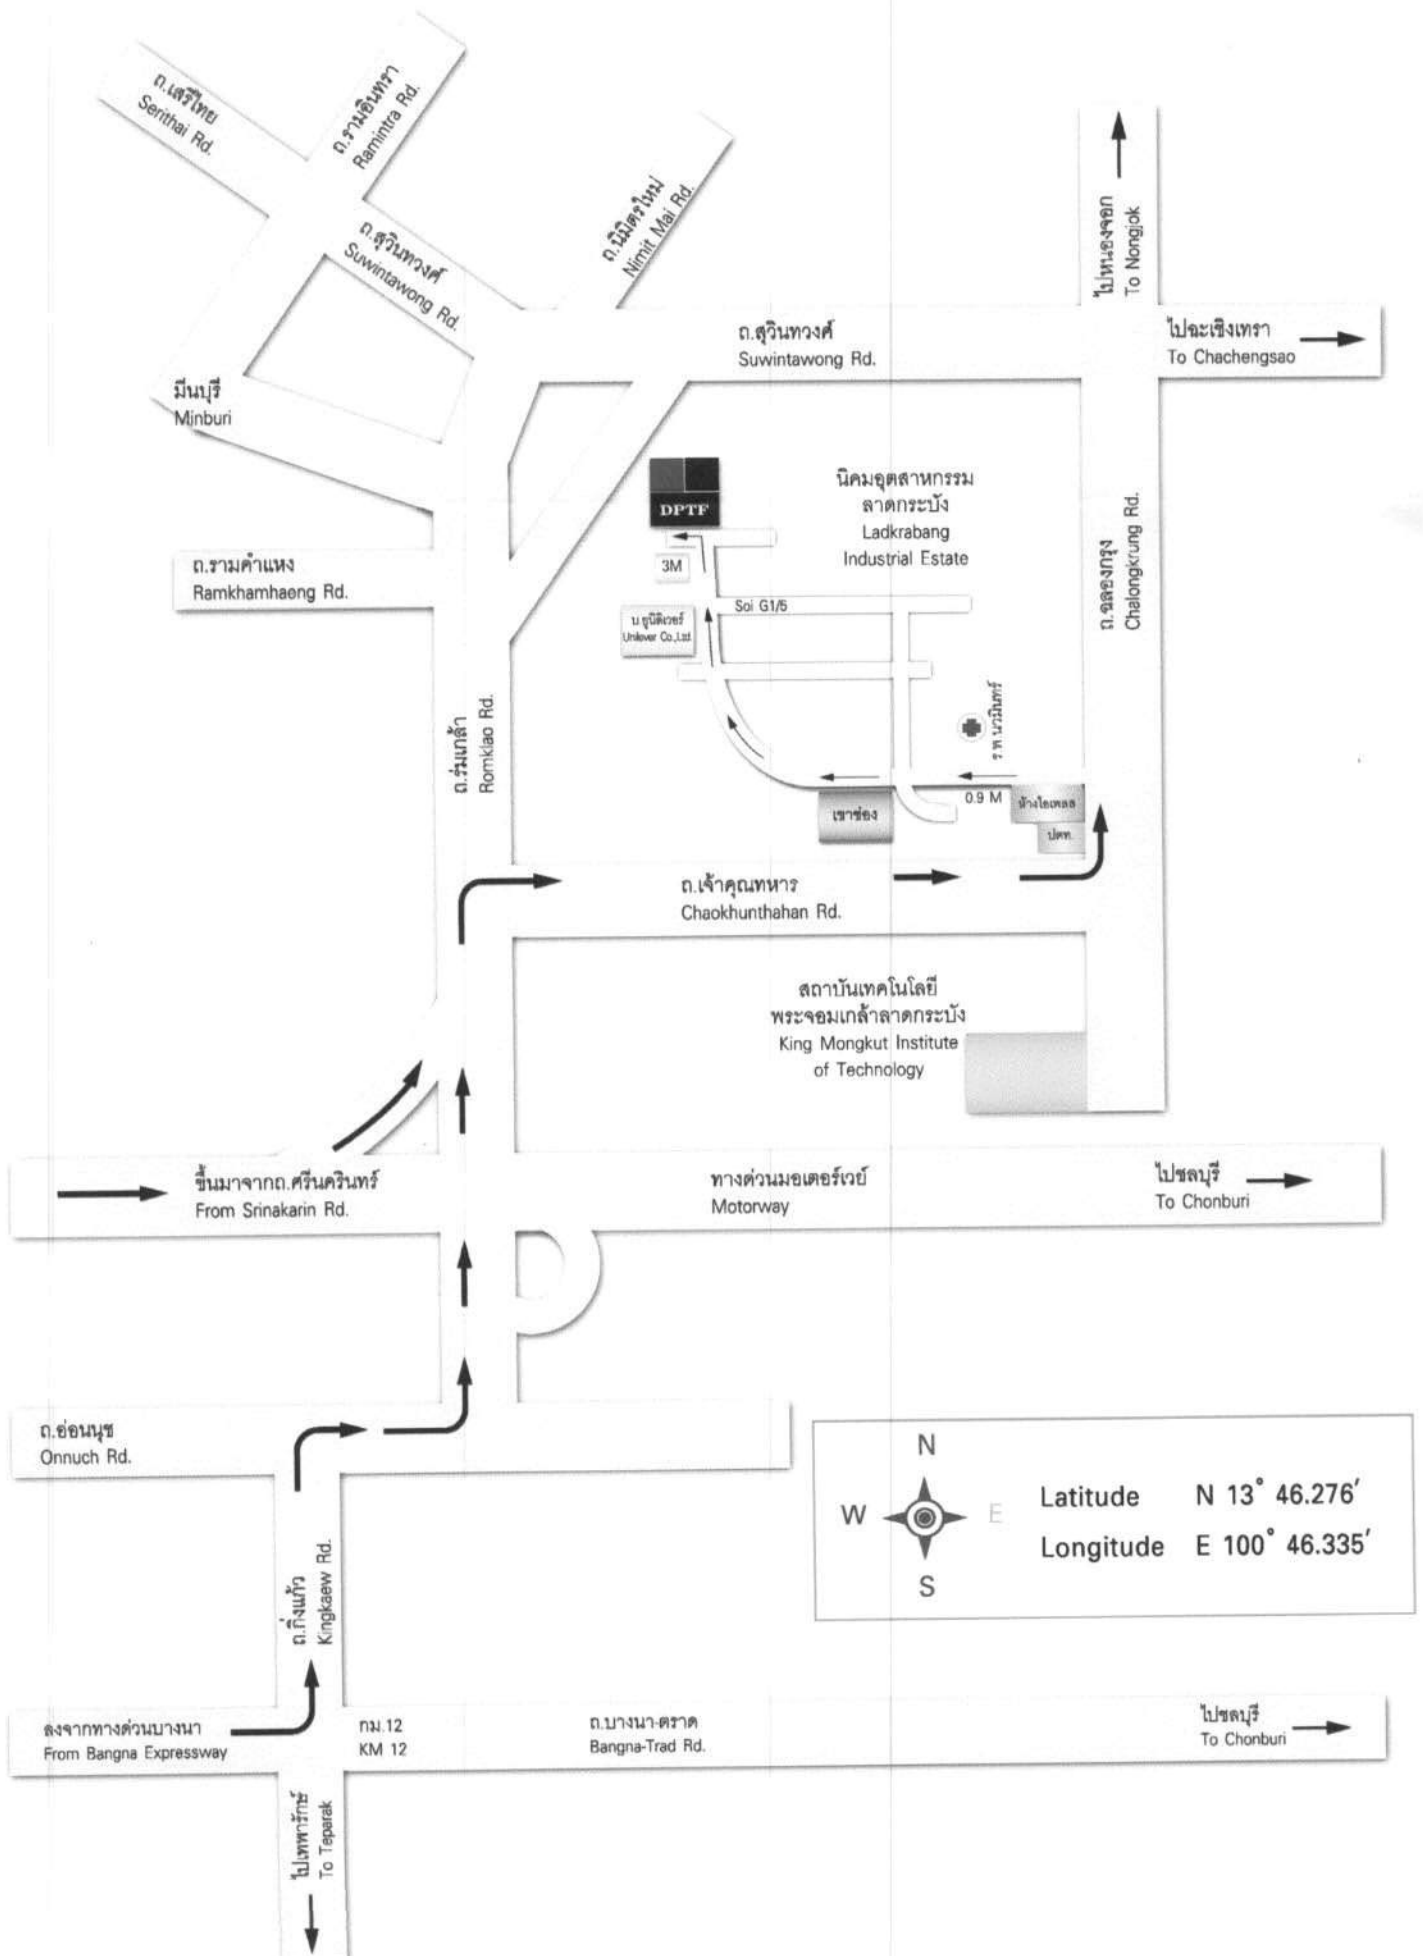 ถ.เสรีไทย
Serithai Rd.
ถ.รามอินทรา
Ramintra Rd.
ถ.สุวินทวงศ์
Suwintawong Rd.
ถ.นิมิตรใหม่
Nimit Mai Rd.
ไปหนองจอก
To Nongjok
ถ.สุวินทวงศ์
Suwintawong Rd.
ไปฉะเชิงเทรา
To Chachengsao
มีนบุรี
Minburi
DPTF
นิคมอุตสาหกรรม
ลาดกระบัง
Ladkrabang
Industrial Estate
3M
ถ.รามคำแหง
Ramkhamhaeng Rd.
Soi G1/5
บ.ยูนิลีเวอร์
Unilever Co.,Ltd.
ถ.ฉลองกรุง
Chalongkrung Rd.
ถ.ร่มเกล้า
Romklao Rd.
ร พ นวมินทร์
0.9 M
เขาช่อง
ห้างโลเทลส
ปตท.
ถ.เจ้าคุณทหาร
Chaokhunthahan Rd.
สถาบันเทคโนโลยี
พระจอมเกล้าลาดกระบัง
King Mongkut Institute
of Technology
ขึ้นมาจากถ.ศรีนครินทร์
From Srinakarin Rd.
ทางด่วนมอเตอร์เวย์
Motorway
ไปชลบุรี
To Chonburi
ถ.อ่อนนุช
Onnuch Rd.
N
W
E
S
Latitude N 13° 46.276′
Longitude E 100° 46.335′
ถ.กิ่งแก้ว
Kingkaew Rd.
ลงจากทางด่วนบางนา
From Bangna Expressway
กม.12
KM 12
ถ.บางนา-ตราด
Bangna-Trad Rd.
ไปชลบุรี
To Chonburi
ไปเทพารักษ์
To Teparak